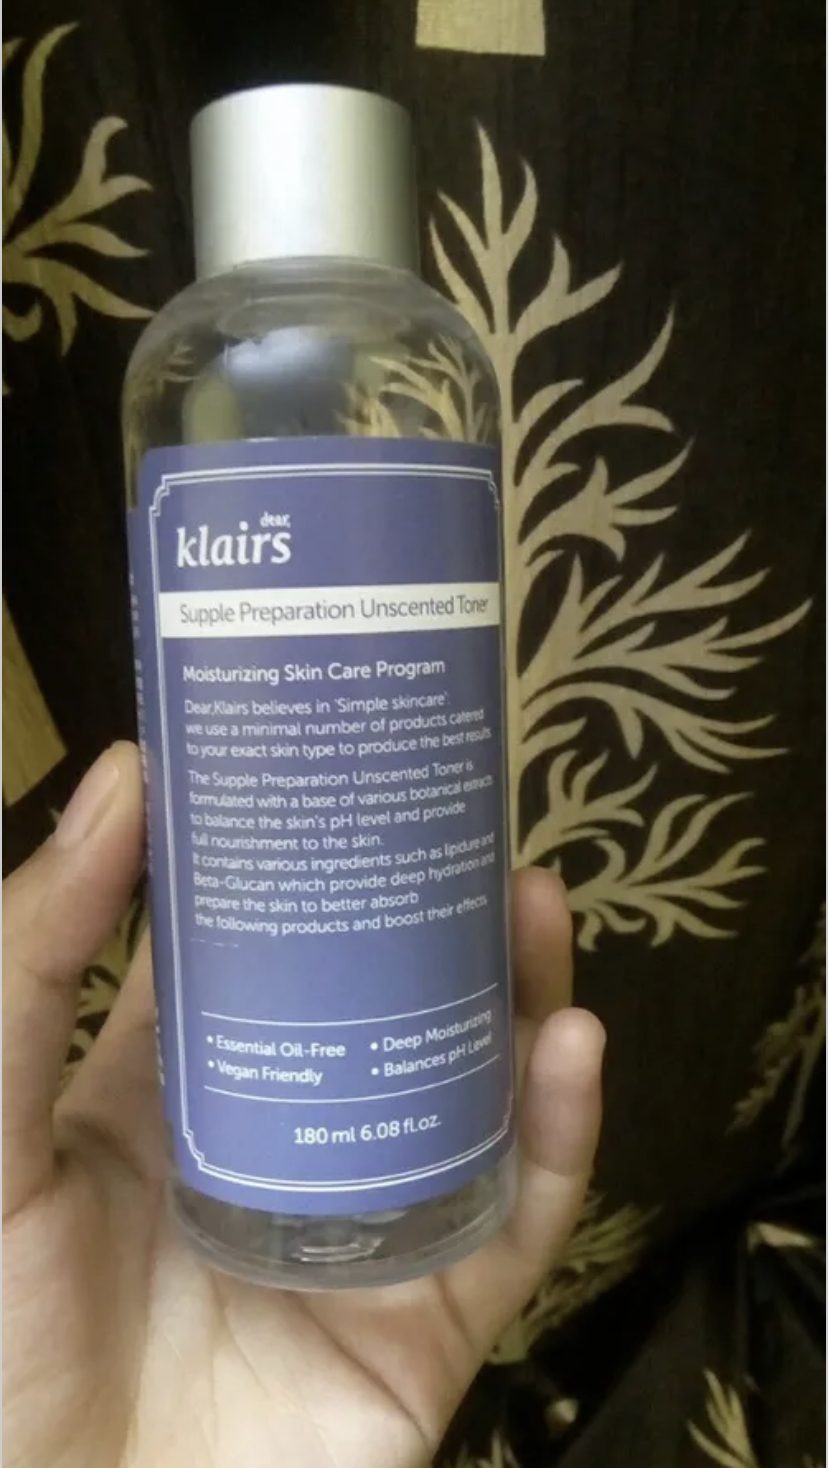 dear,
klairs
Supple Preparation Unscented Toner
Moisturizing Skin Care Program
Dear,Klairs believes in 'Simple skincare':
we use a minimal number of products catered
to your exact skin type to produce the best results.
The Supple Preparation Unscented Toner is
formulated with a base of various botanical extracts
to balance the skin's pH level and provide
full nourishment to the skin.
It contains various ingredients such as lipidure and
Beta-Glucan which provide deep hydration and
prepare the skin to better absorb
the following products and boost their effects.
• Essential Oil-Free • Deep Moisturizing
• Vegan Friendly • Balances pH Level
180 ml 6.08 fl.oz.